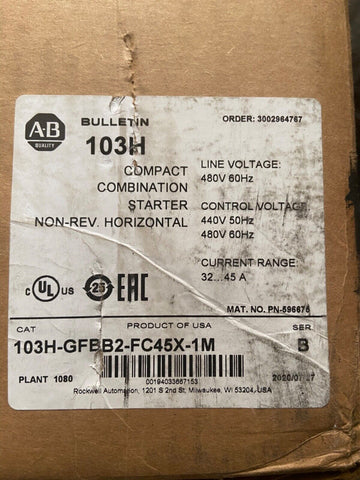 A-B
QUALITY
BULLETIN
103H
ORDER: 3002964767
COMPACT
COMBINATION
STARTER
NON-REV. HORIZONTAL
LINE VOLTAGE:
480V 60Hz
CONTROL VOLTAGE
440V 50Hz
480V 60Hz
CURRENT RANGE:
32...45 A
C UL US
25
EAC
MAT. NO. PN-596676
CAT
PRODUCT OF USA
SER.
103H-GFBB2-FC45X-1M
B
PLANT 1080
00194033667153
Rockwell Automation, 1201 S 2nd St, Milwaukee, WI 53204, USA